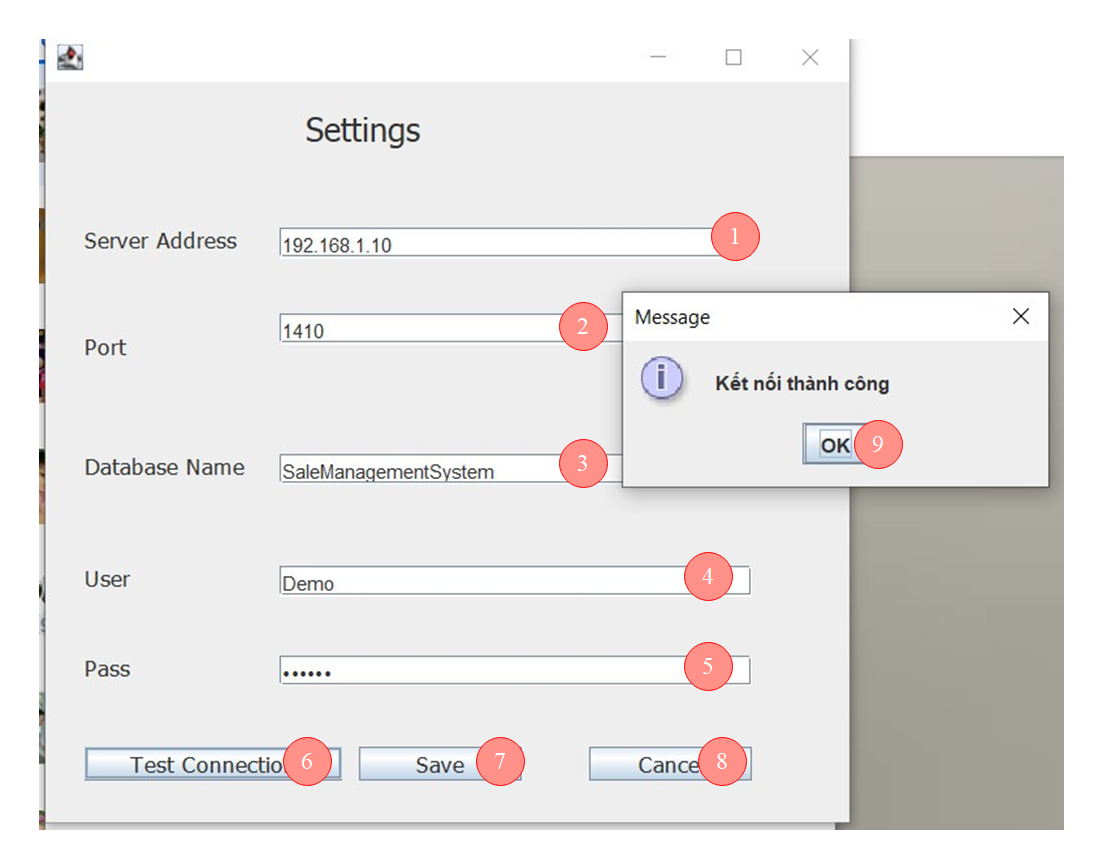 Settings
Server Address 192.168.1.10 1
Port 1410 2
Message
Kết nối thành công
OK 9
Database Name SaleManagementSystem 3
User Demo 4
Pass •••••• 5
Test Connectio 6 Save 7 Cance 8